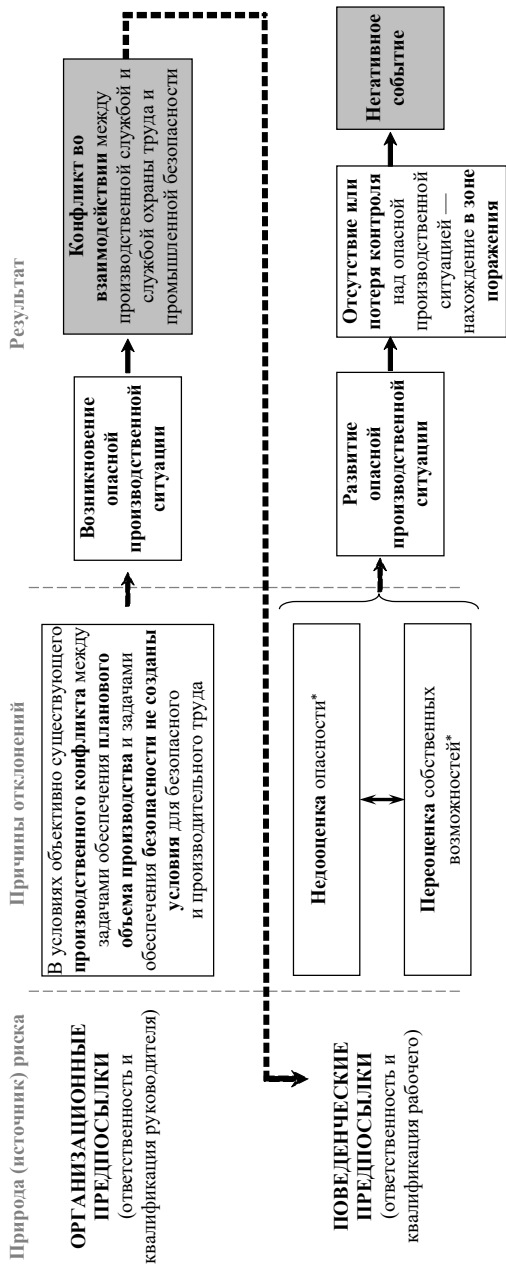 Природа (источник) риска
Причины отклонений
Результат
ОРГАНИЗАЦИОННЫЕ
ПРЕДПОСЫЛКИ
(ответственность и
квалификация руководителя)
В условиях объективно существующего
производственного конфликта между
задачами обеспечения планового
объема производства и задачами
обеспечения безопасности не созданы
условия для безопасного
и производительного труда
Возникновение
опасной
производственной
ситуации
Конфликт во
взаимодействии между
производственной службой и
службой охраны труда и
промышленной безопасности
ПОВЕДЕНЧЕСКИЕ
ПРЕДПОСЫЛКИ
(ответственность и
квалификация рабочего)
Недооценка опасности*
Переоценка собственных
возможностей*
Развитие
опасной
производственной
ситуации
Отсутствие или
потеря контроля
над опасной
производственной
ситуацией —
нахождение в зоне
поражения
Негативное
событие